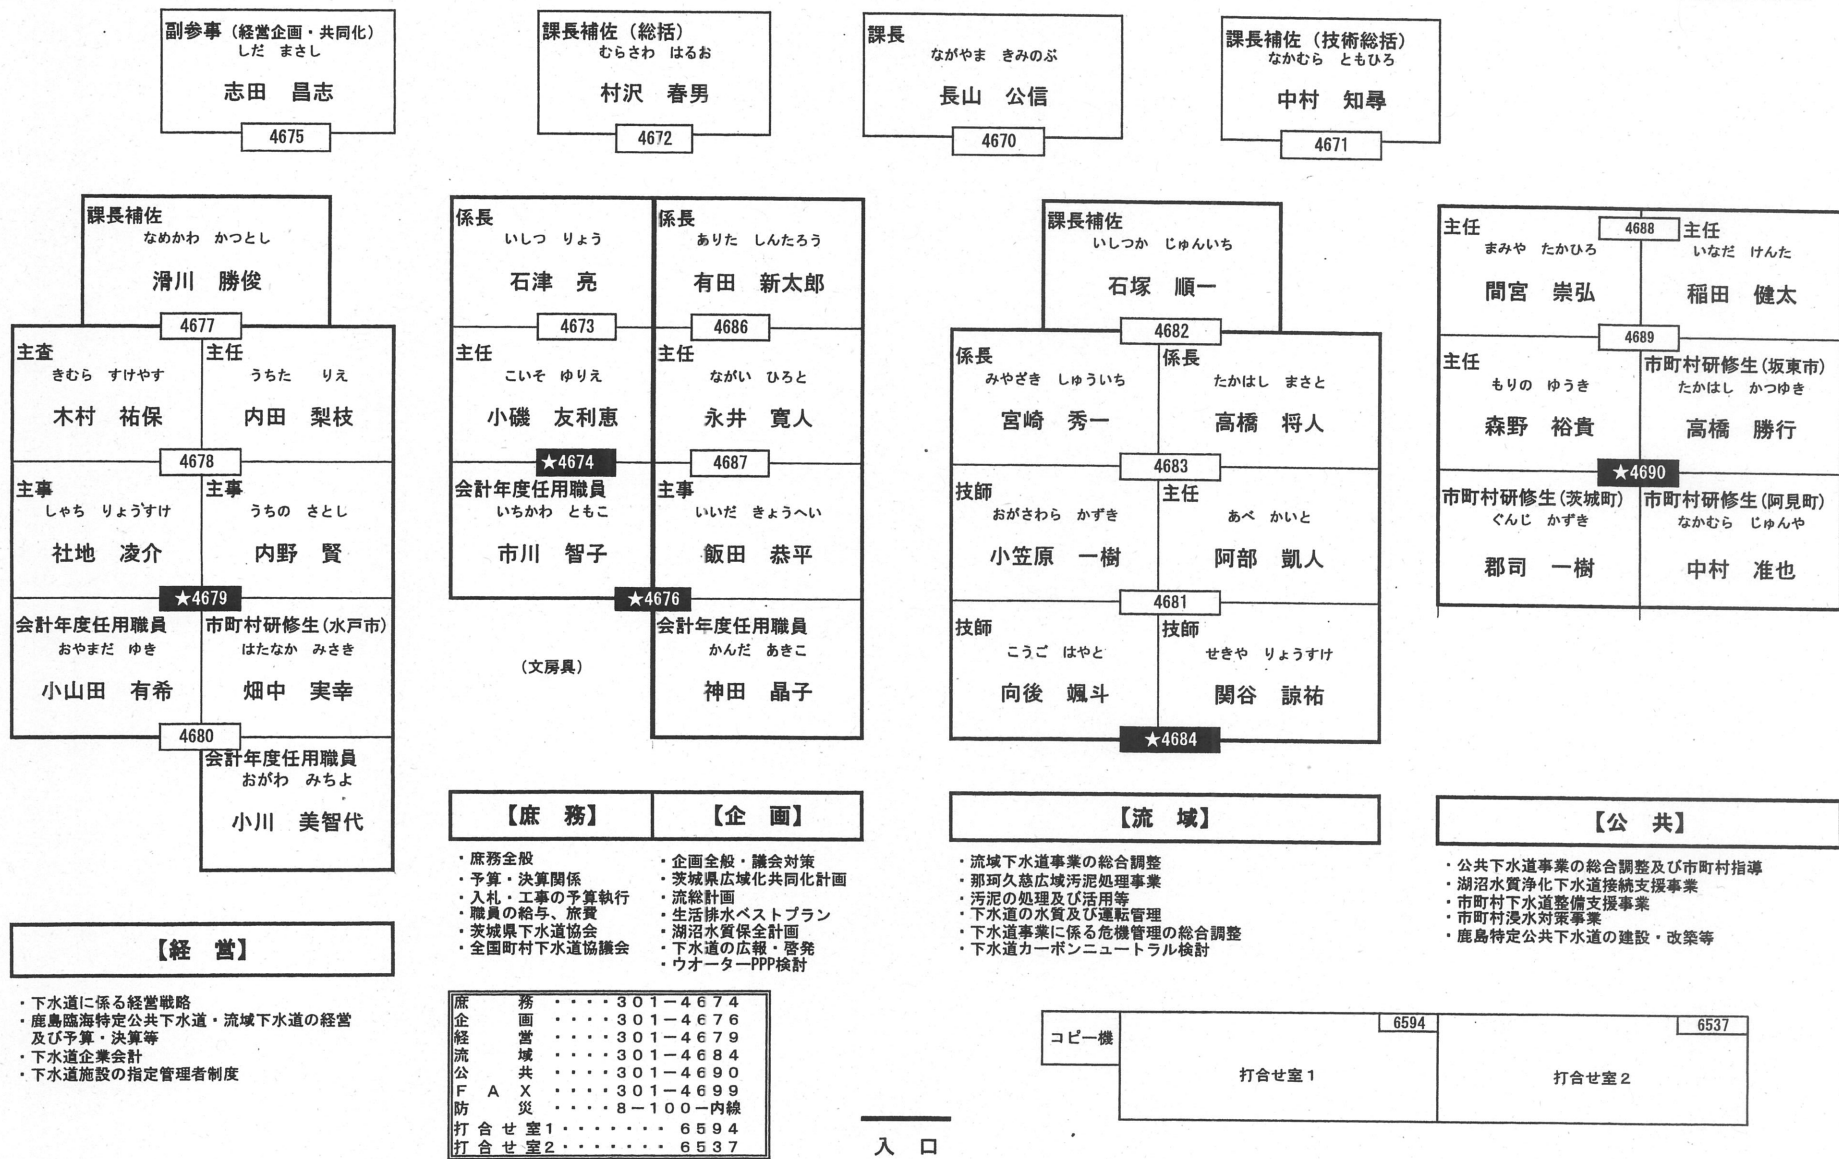 副参事（経営企画・共同化）
しだ　まさし
志田　昌志
4675
課長補佐（総括）
むらさわ　はるお
村沢　春男
4672
課長
ながやま　きみのぶ
長山　公信
4670
課長補佐（技術総括）
なかむら　ともひろ
中村　知尋
4671
課長補佐
なめかわ　かつとし
滑川　勝俊
4677
主査
きむら　すけやす
木村　祐保
主任
うちた　りえ
内田　梨枝
4678
主事
しゃち　りょうすけ
社地　凌介
主事
うちの　さとし
内野　賢
★4679
会計年度任用職員
おやまだ　ゆき
小山田　有希
市町村研修生(水戸市)
はたなか　みさき
畑中　実幸
4680
会計年度任用職員
おがわ　みちよ
小川　美智代
【経　営】
・下水道に係る経営戦略
・鹿島臨海特定公共下水道・流域下水道の経営
及び予算・決算等
・下水道企業会計
・下水道施設の指定管理者制度
係長
いしつ　りょう
石津　亮
4673
係長
ありた　しんたろう
有田　新太郎
4686
主任
こいそ　ゆりえ
小磯　友利恵
★4674
主任
ながい　ひろと
永井　寛人
4687
会計年度任用職員
いちかわ　ともこ
市川　智子
主事
いいだ　きょうへい
飯田　恭平
★4676
（文房具）
会計年度任用職員
かんだ　あきこ
神田　晶子
【庶　務】
・庶務全般
・予算・決算関係
・入札・工事の予算執行
・職員の給与、旅費
・茨城県下水道協会
・全国町村下水道協議会
【企　画】
・企画全般・議会対策
・茨城県広域化共同化計画
・流総計画
・生活排水ベストプラン
・湖沼水質保全計画
・下水道の広報・啓発
・ウオーターPPP検討
庶　務・・・・301－4674
企　画・・・・301－4676
経　営・・・・301－4679
流　域・・・・301－4684
公　共・・・・301－4690
ＦＡＸ・・・・301－4699
防　災・・・・8－100－内線
打合せ室1・・・・・・・6594
打合せ室2・・・・・・・6537
課長補佐
いしつか　じゅんいち
石塚　順一
4682
係長
みやざき　しゅういち
宮崎　秀一
係長
たかはし　まさと
高橋　将人
4683
技師
おがさわら　かずき
小笠原　一樹
主任
あべ　かいと
阿部　凱人
4681
技師
こうご　はやと
向後　颯斗
技師
せきや　りょうすけ
関谷　諒祐
★4684
【流　域】
・流域下水道事業の総合調整
・那珂久慈広域汚泥処理事業
・汚泥の処理及び活用等
・下水道の水質及び運転管理
・下水道事業に係る危機管理の総合調整
・下水道カーボンニュートラル検討
主任
まみや　たかひろ
間宮　崇弘
4688
主任
いなだ　けんた
稲田　健太
4689
主任
もりの　ゆうき
森野　裕貴
市町村研修生(坂東市)
たかはし　かつゆき
高橋　勝行
★4690
市町村研修生(茨城町)
ぐんじ　かずき
郡司　一樹
市町村研修生(阿見町)
なかむら　じゅんや
中村　准也
【公　共】
・公共下水道事業の総合調整及び市町村指導
・湖沼水質浄化下水道接続支援事業
・市町村下水道整備支援事業
・市町村浸水対策事業
・鹿島特定公共下水道の建設・改築等
コピー機
6594
打合せ室1
6537
打合せ室2
入　口